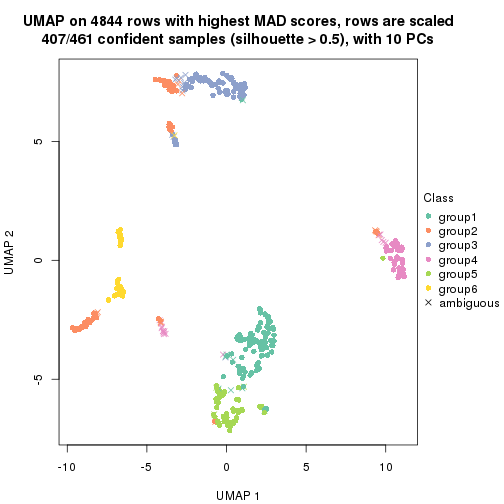 UMAP on 4844 rows with highest MAD scores, rows are scaled
407/461 confident samples (silhouette > 0.5), with 10 PCs
5
0
-5
UMAP 2
-10
-5
0
5
10
UMAP 1
Class
group1
group2
group3
group4
group5
group6
ambiguous